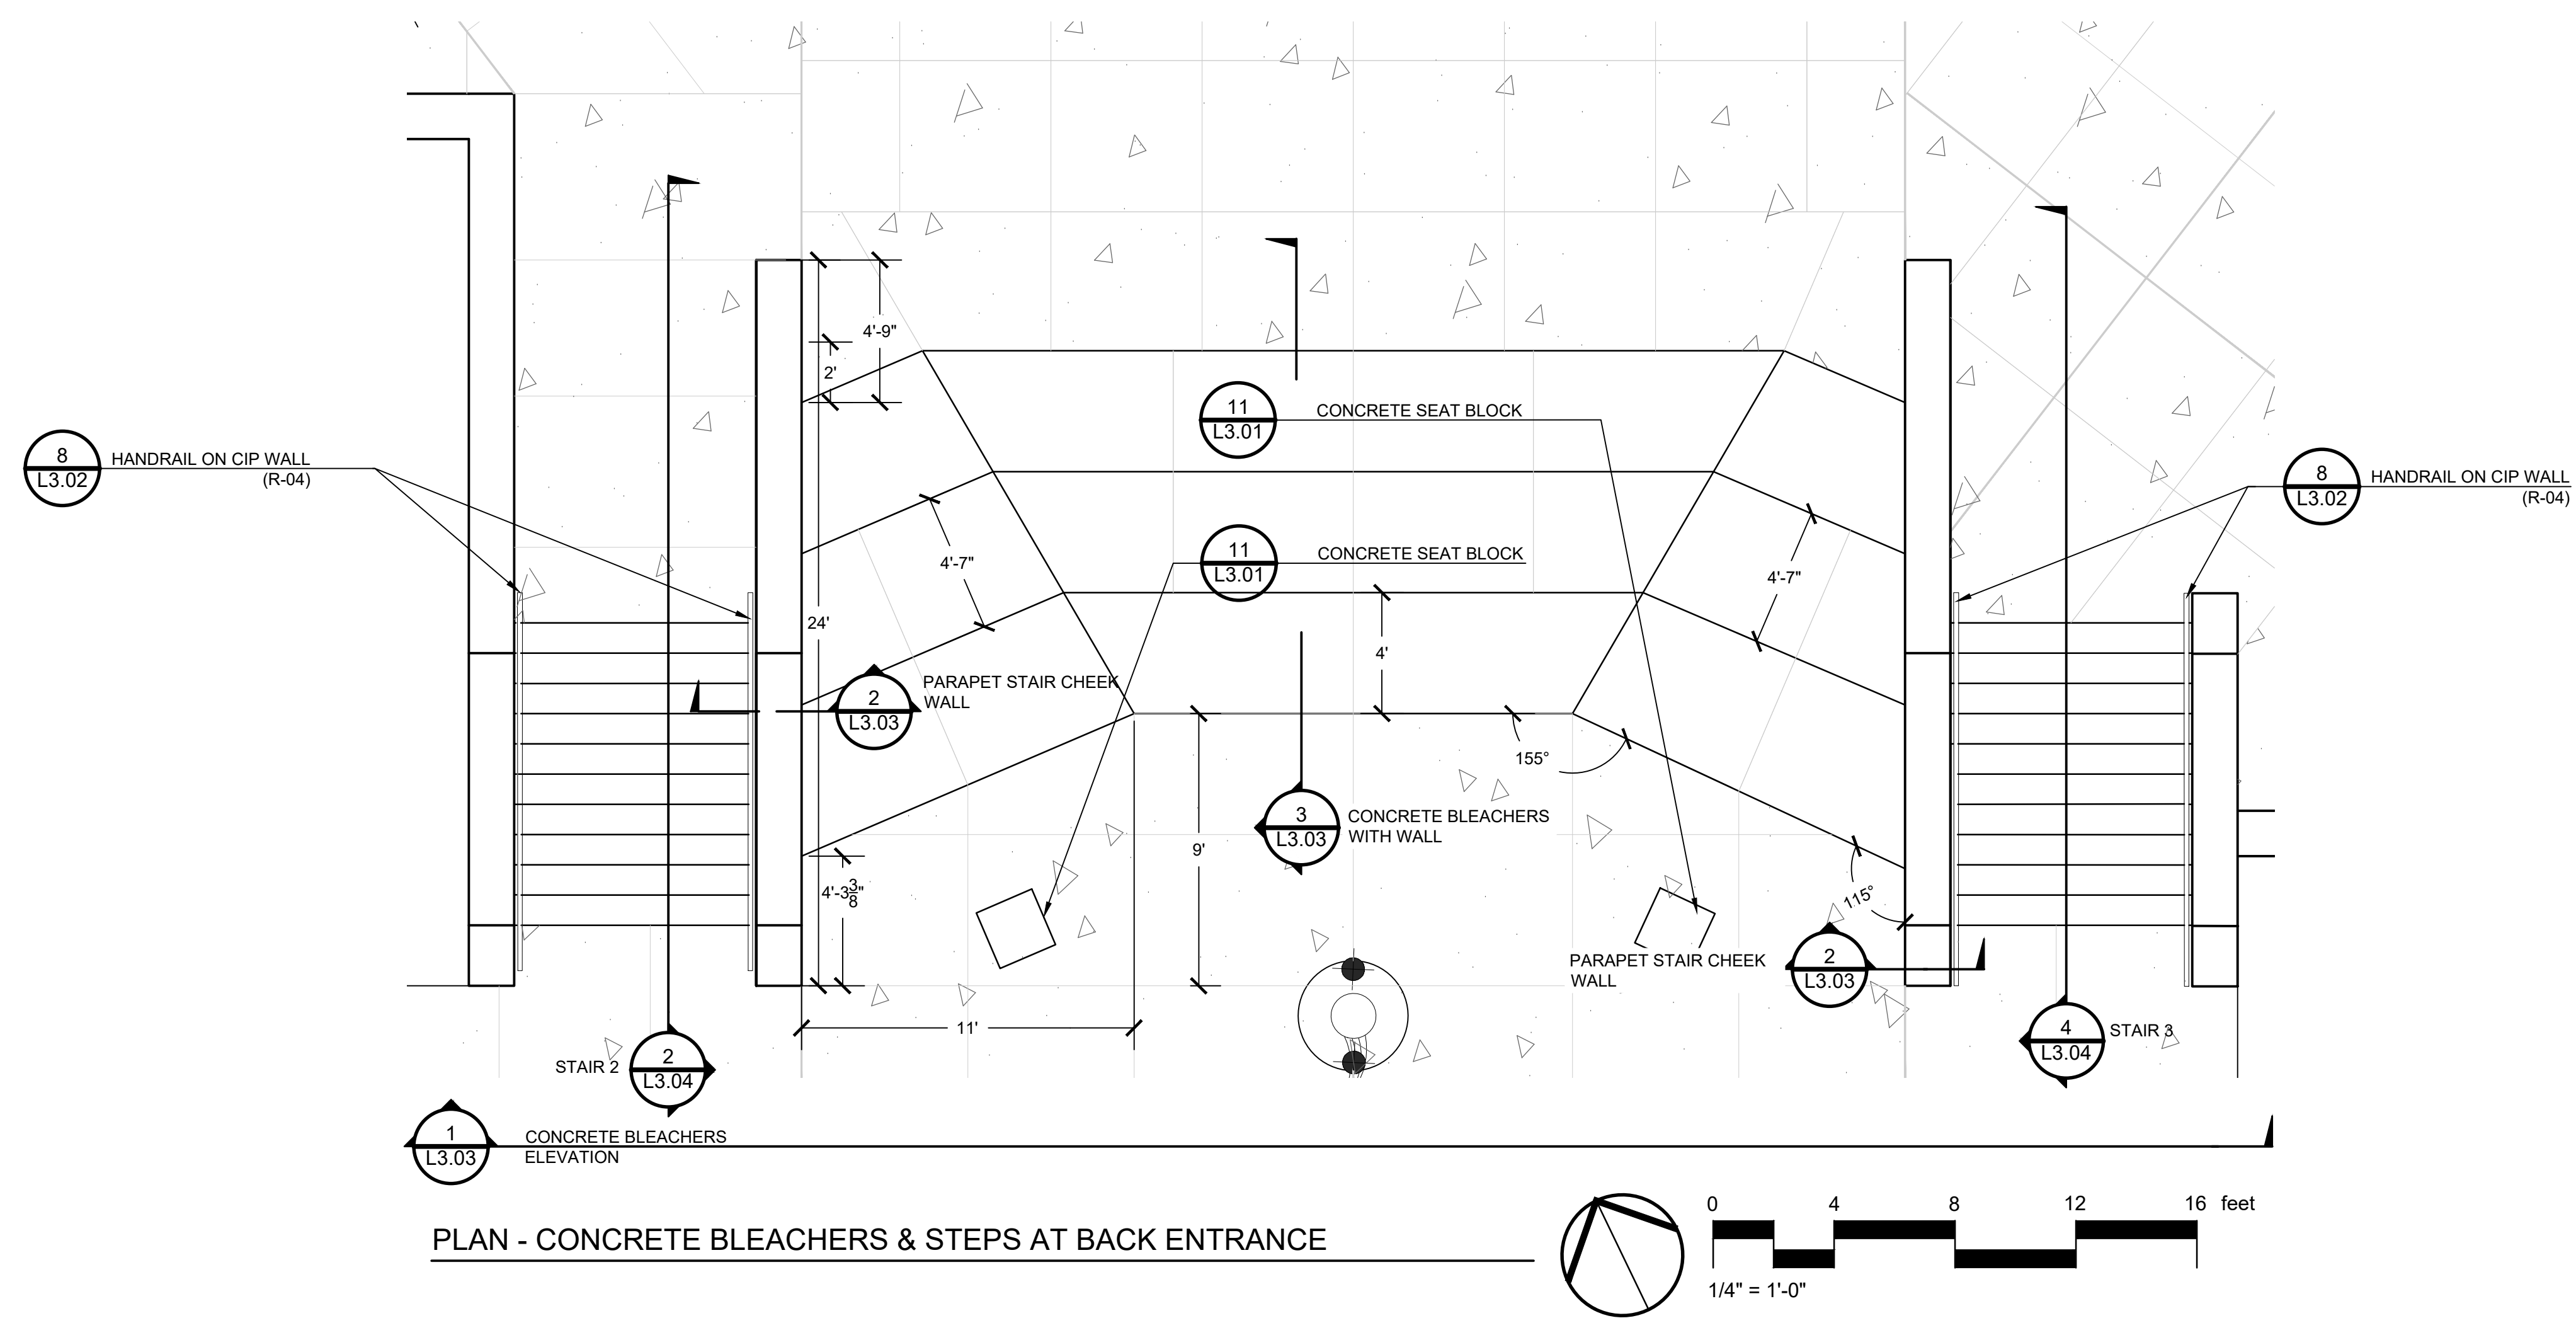 4'-9"
2'
11
L3.01
CONCRETE SEAT BLOCK
8
L3.02
HANDRAIL ON CIP WALL
(R-04)
8
L3.02
HANDRAIL ON CIP WALL
(R-04)
11
L3.01
CONCRETE SEAT BLOCK
4'-7"
4'-7"
24'
4'
2
L3.03
PARAPET STAIR CHEEK
WALL
155°
3
L3.03
CONCRETE BLEACHERS
WITH WALL
9'
4'-3 3/8"
115°
PARAPET STAIR CHEEK
WALL
2
L3.03
11'
STAIR 2
2
L3.04
4
L3.04
STAIR 3
1
L3.03
CONCRETE BLEACHERS
ELEVATION
PLAN - CONCRETE BLEACHERS & STEPS AT BACK ENTRANCE
0 4 8 12 16 feet
1/4" = 1'-0"